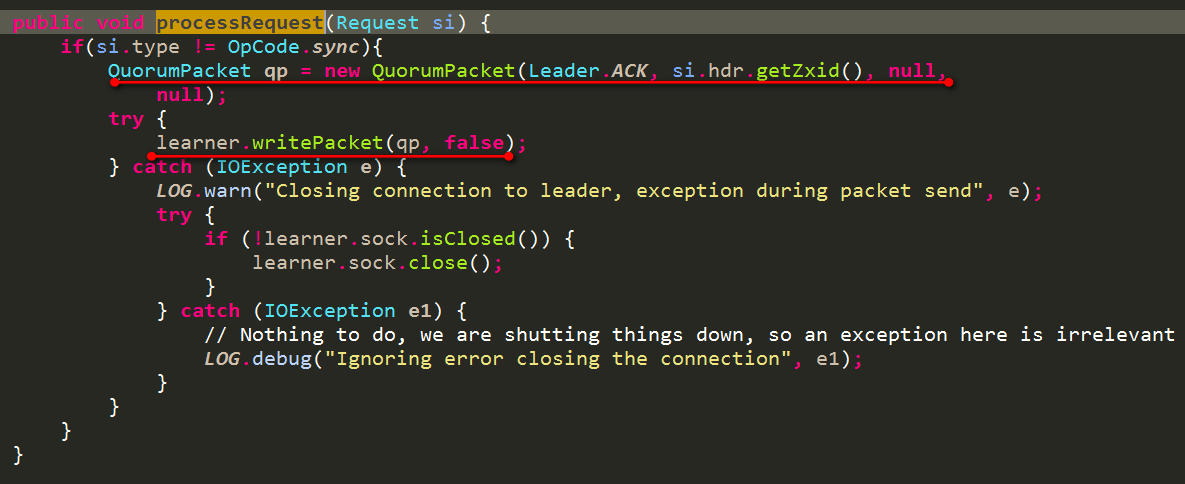 public void processRequest(Request si) {
if(si.type != OpCode.sync){
QuorumPacket qp = new QuorumPacket(Leader.ACK, si.hdr.getZxid(), null,
null);
try {
learner.writePacket(qp, false);
} catch (IOException e) {
LOG.warn("Closing connection to leader, exception during packet send", e);
try {
if (!learner.sock.isClosed()) {
learner.sock.close();
}
} catch (IOException e1) {
// Nothing to do, we are shutting things down, so an exception here is irrelevant
LOG.debug("Ignoring error closing the connection", e1);
}
}
}
}